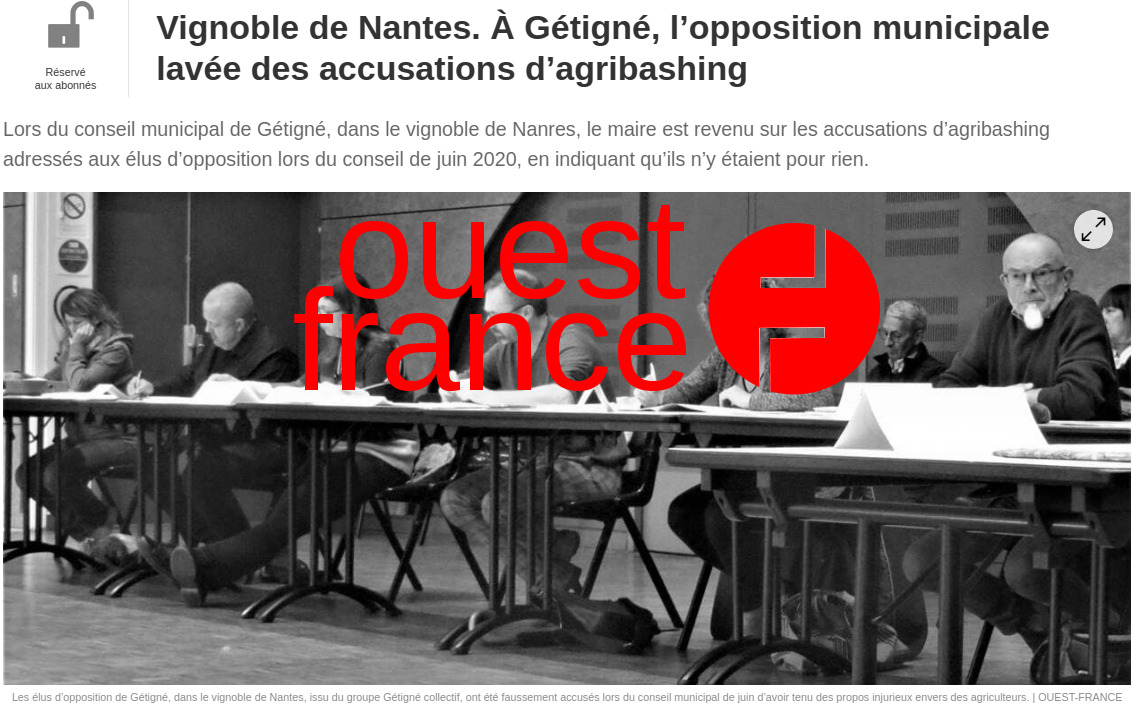 Réservé
aux abonnés
Vignoble de Nantes. À Gétigné, l’opposition municipale
lavée des accusations d’agribashing
Lors du conseil municipal de Gétigné, dans le vignoble de Nanres, le maire est revenu sur les accusations d’agribashing
adressés aux élus d’opposition lors du conseil de juin 2020, en indiquant qu’ils n’y étaient pour rien.
ouest
france
Les élus d’opposition de Gétigné, dans le vignoble de Nantes, issu du groupe Gétigné collectif, ont été faussement accusés lors du conseil municipal de juin d’avoir tenu des propos injurieux envers des agriculteurs. | OUEST-FRANCE